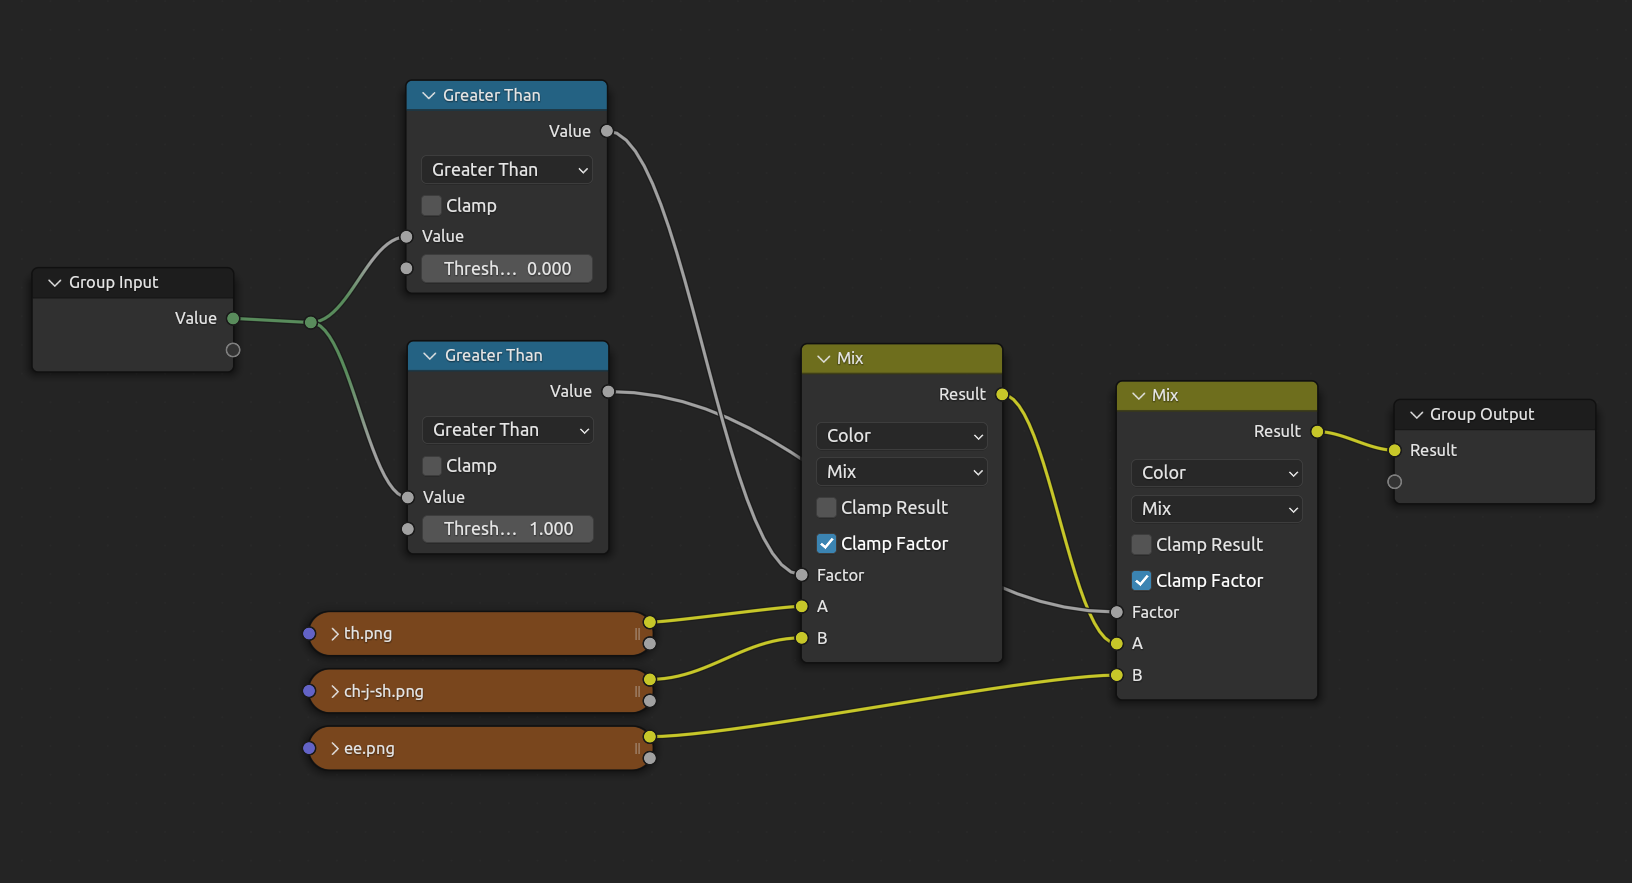 Group Input
Value
Greater Than
Value
Greater Than
Clamp
Value
Thresh... 0.000
Greater Than
Value
Greater Than
Clamp
Value
Thresh... 1.000
th.png
ch-j-sh.png
ee.png
Mix
Result
Color
Mix
Clamp Result
Clamp Factor
Factor
A
B
Mix
Result
Color
Mix
Clamp Result
Clamp Factor
Factor
A
B
Group Output
Result